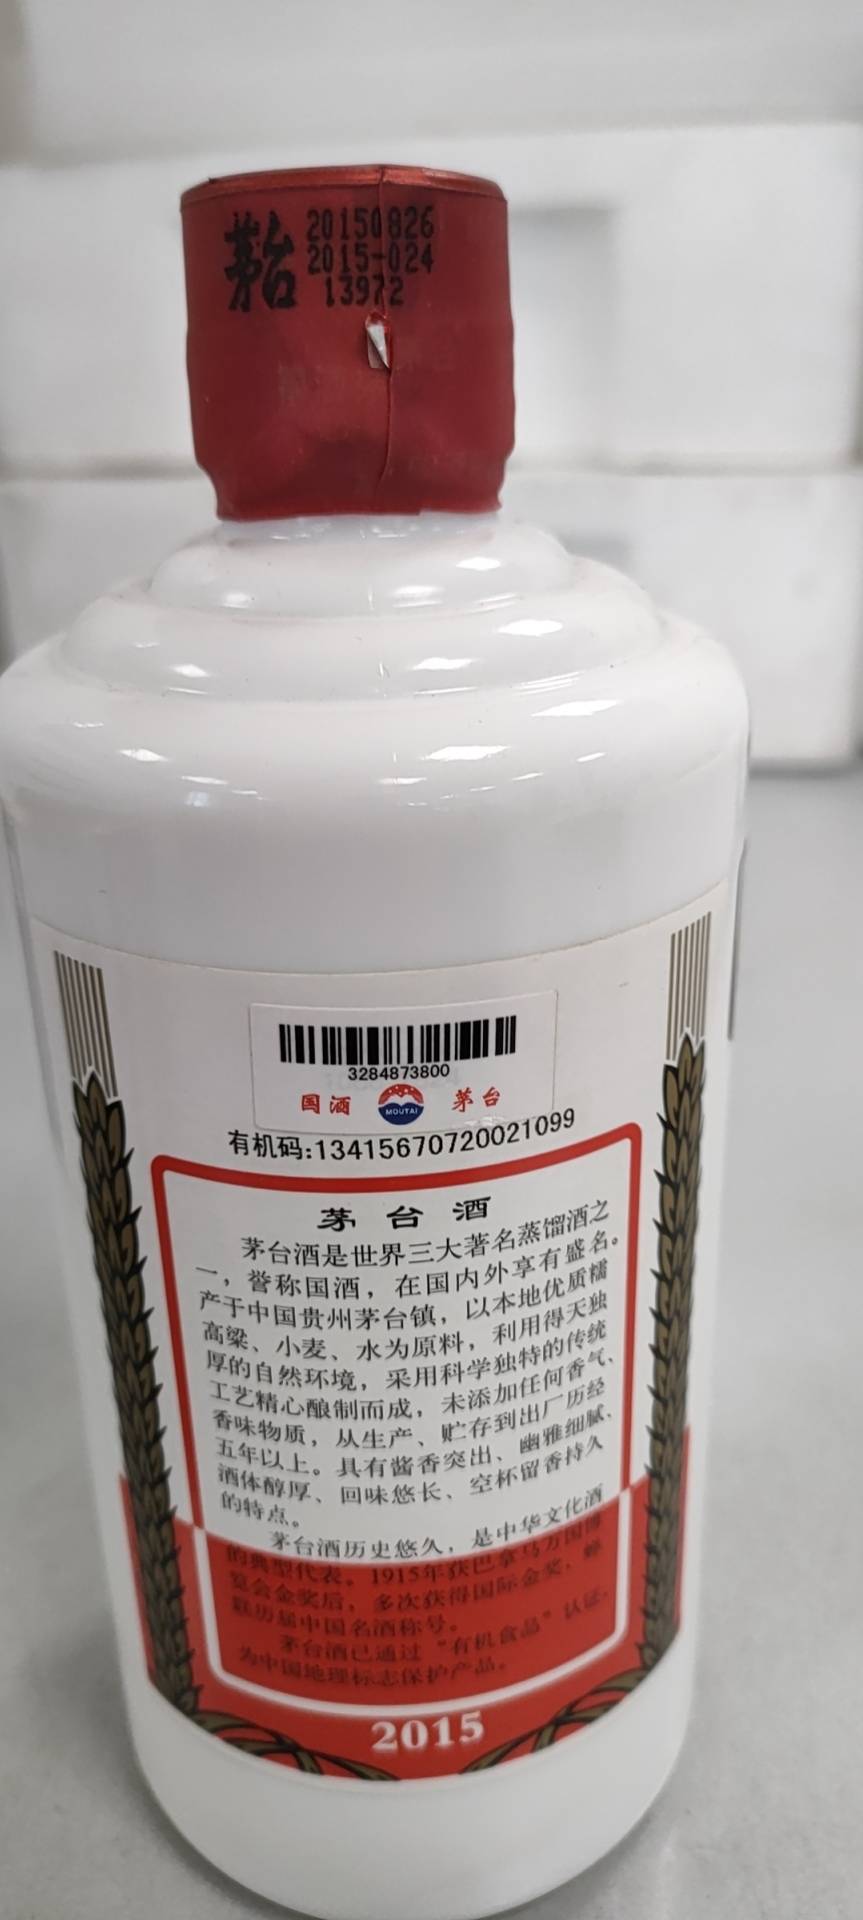 茅台
20150826
2015-024
13972
3284873800
国酒 MOUTAI 茅台
有机码:13415670720021099
茅台酒
茅台酒是世界三大著名蒸馏酒之
一，誉称国酒，在国内外享有盛名。
产于中国贵州茅台镇，以本地优质糯
高粱、小麦、水为原料，利用得天独
厚的自然环境，采用科学独特的传统
工艺精心酿制而成，未添加任何香气、
香味物质，从生产、贮存到出厂历经
五年以上。具有酱香突出、幽雅细腻、
酒体醇厚、回味悠长、空杯留香持久
的特点。
茅台酒历史悠久，是中华文化酒
的典型代表。1915年获巴拿马万国博
览会金奖后，多次获得国际金奖，蝉
联历届中国名酒称号。
茅台酒已通过“有机食品”认证，
为中国地理标志保护产品。
2015